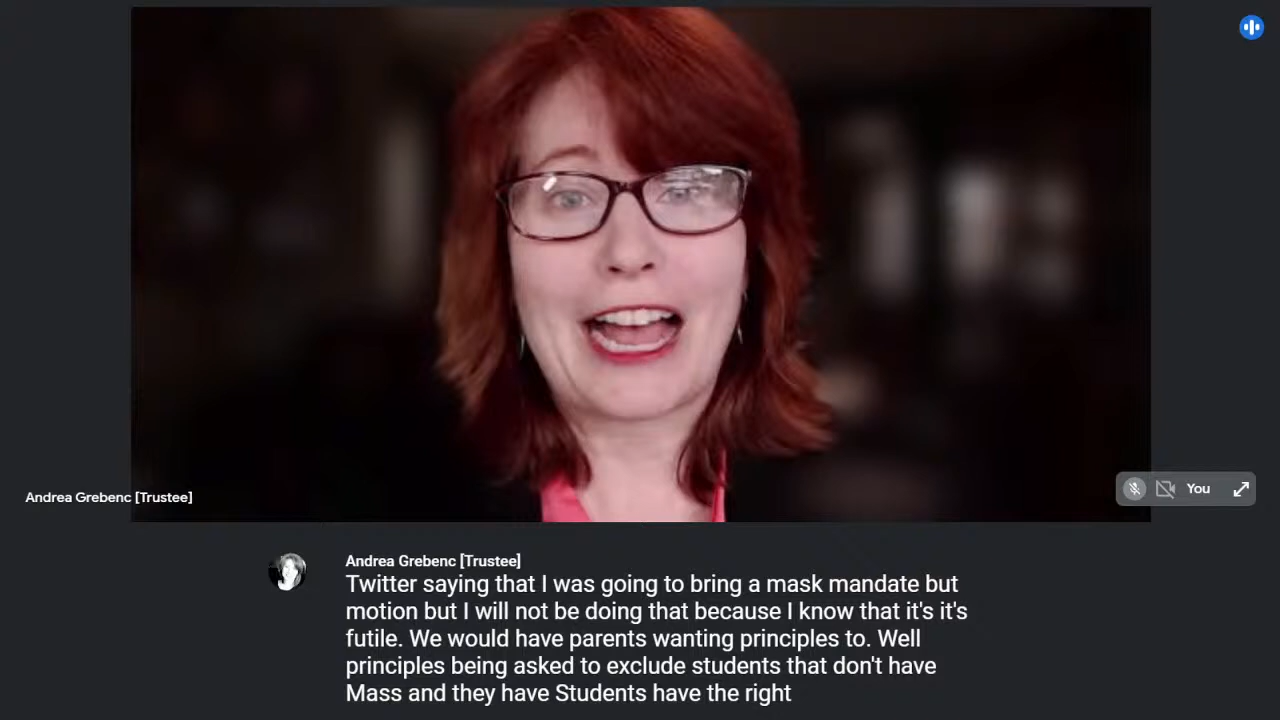 Andrea Grebenc [Trustee]
You
Andrea Grebenc [Trustee]
Twitter saying that I was going to bring a mask mandate but
motion but I will not be doing that because I know that it's it's
futile. We would have parents wanting principles to. Well
principles being asked to exclude students that don't have
Mass and they have Students have the right